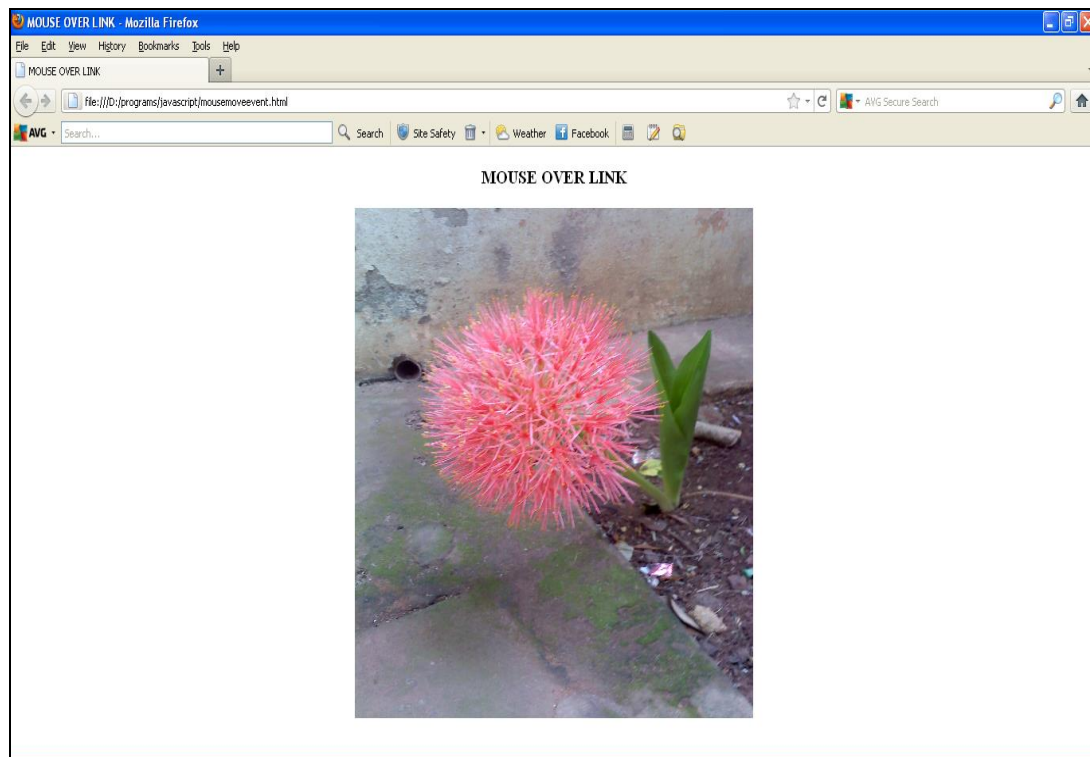 MOUSE OVER LINK - Mozilla Firefox
File Edit View History Bookmarks Tools Help
MOUSE OVER LINK
file:///D:/programs/javascript/mousemoveevent.html AVG Secure Search
AVG Search... Search Site Safety Weather Facebook
MOUSE OVER LINK